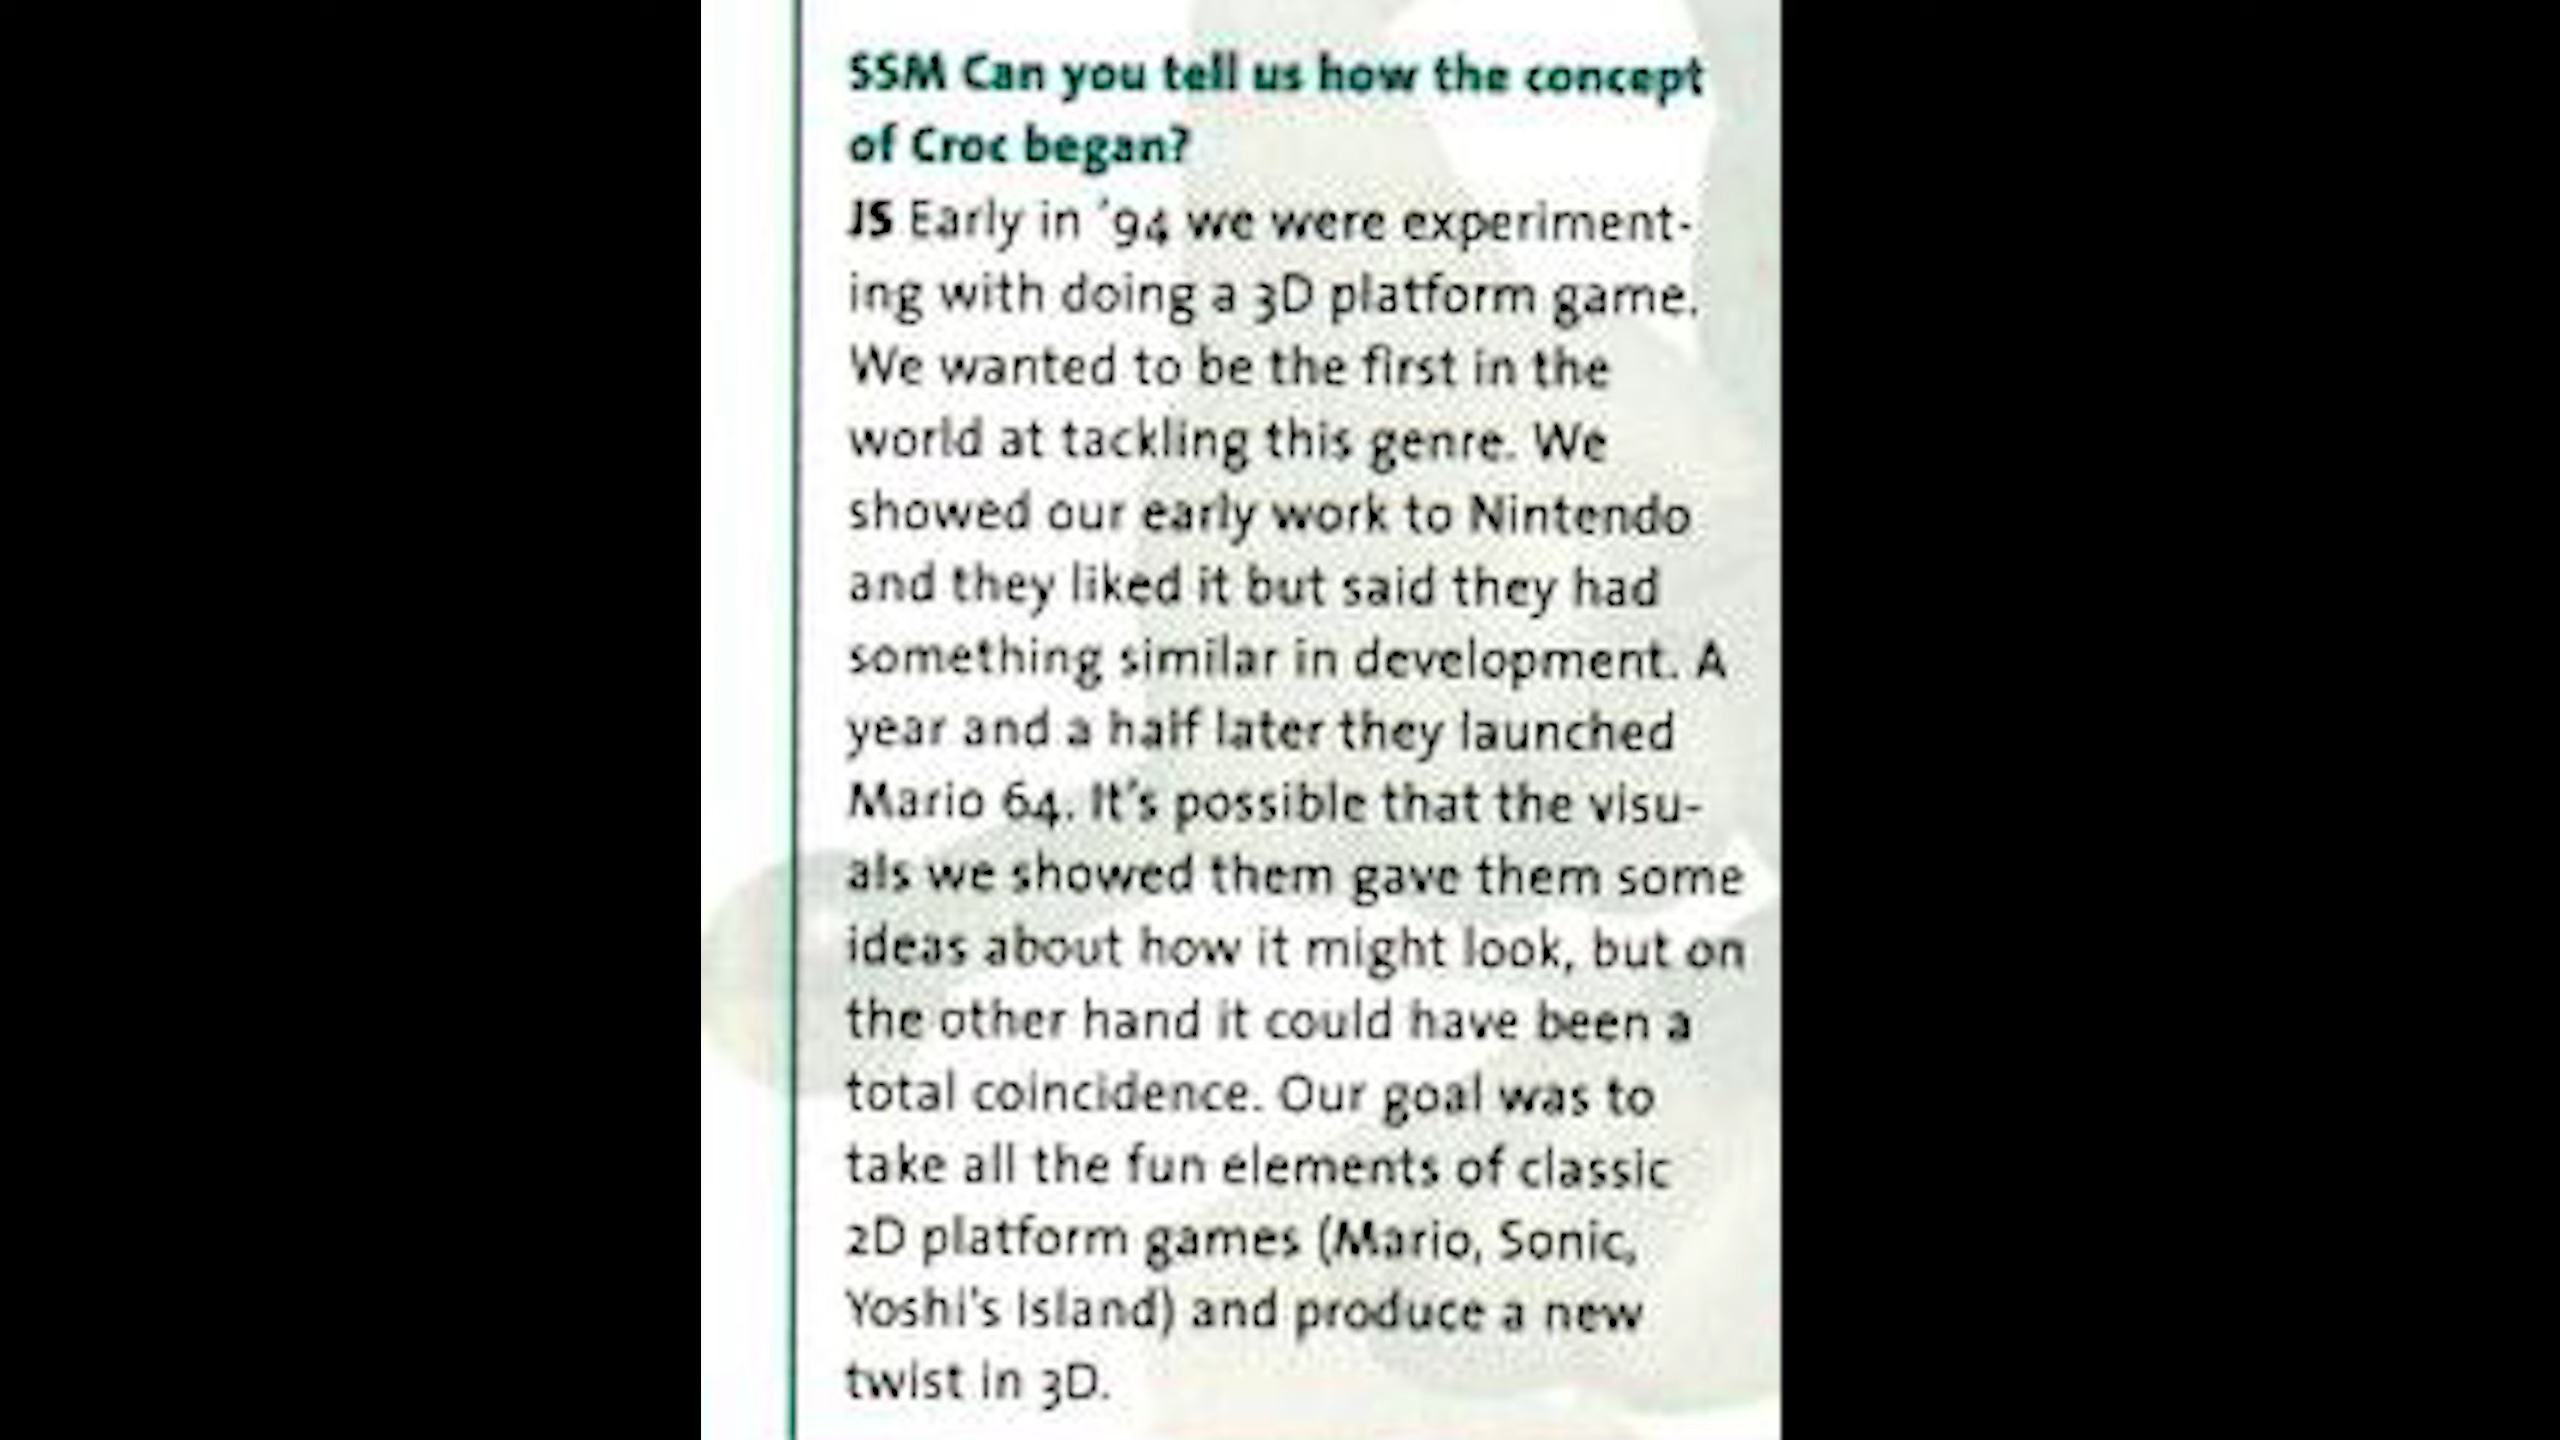 SSM Can you tell us how the concept
of Croc began?
JS Early in '94 we were experiment-
ing with doing a 3D platform game.
We wanted to be the first in the
world at tackling this genre. We
showed our early work to Nintendo
and they liked it but said they had
something similar in development. A
year and a half later they launched
Mario 64. It's possible that the visu-
als we showed them gave them some
ideas about how it might look, but on
the other hand it could have been a
total coincidence. Our goal was to
take all the fun elements of classic
2D platform games (Mario, Sonic,
Yoshi's Island) and produce a new
twist in 3D.